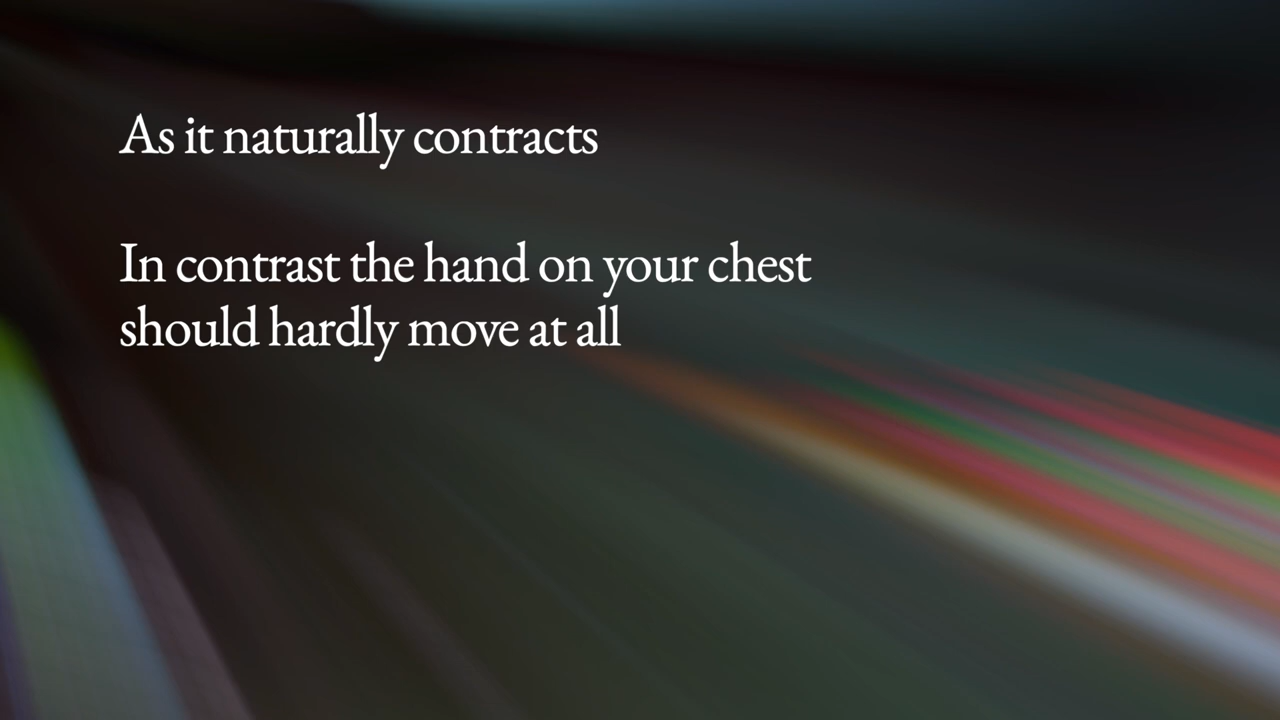 As it naturally contracts
In contrast the hand on your chest
should hardly move at all